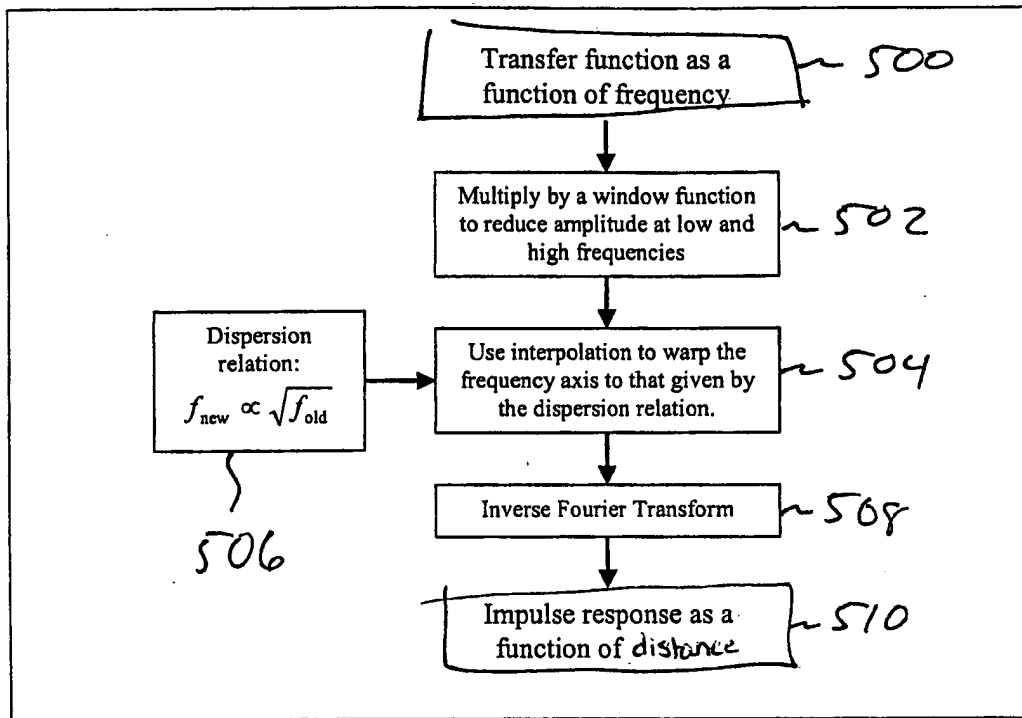 Transfer function as a
function of frequency
500
Multiply by a window function
to reduce amplitude at low and
high frequencies
502
Dispersion
relation:
f_new ∝ √f_old
506
Use interpolation to warp the
frequency axis to that given by
the dispersion relation.
504
Inverse Fourier Transform
508
Impulse response as a
function of distance
510